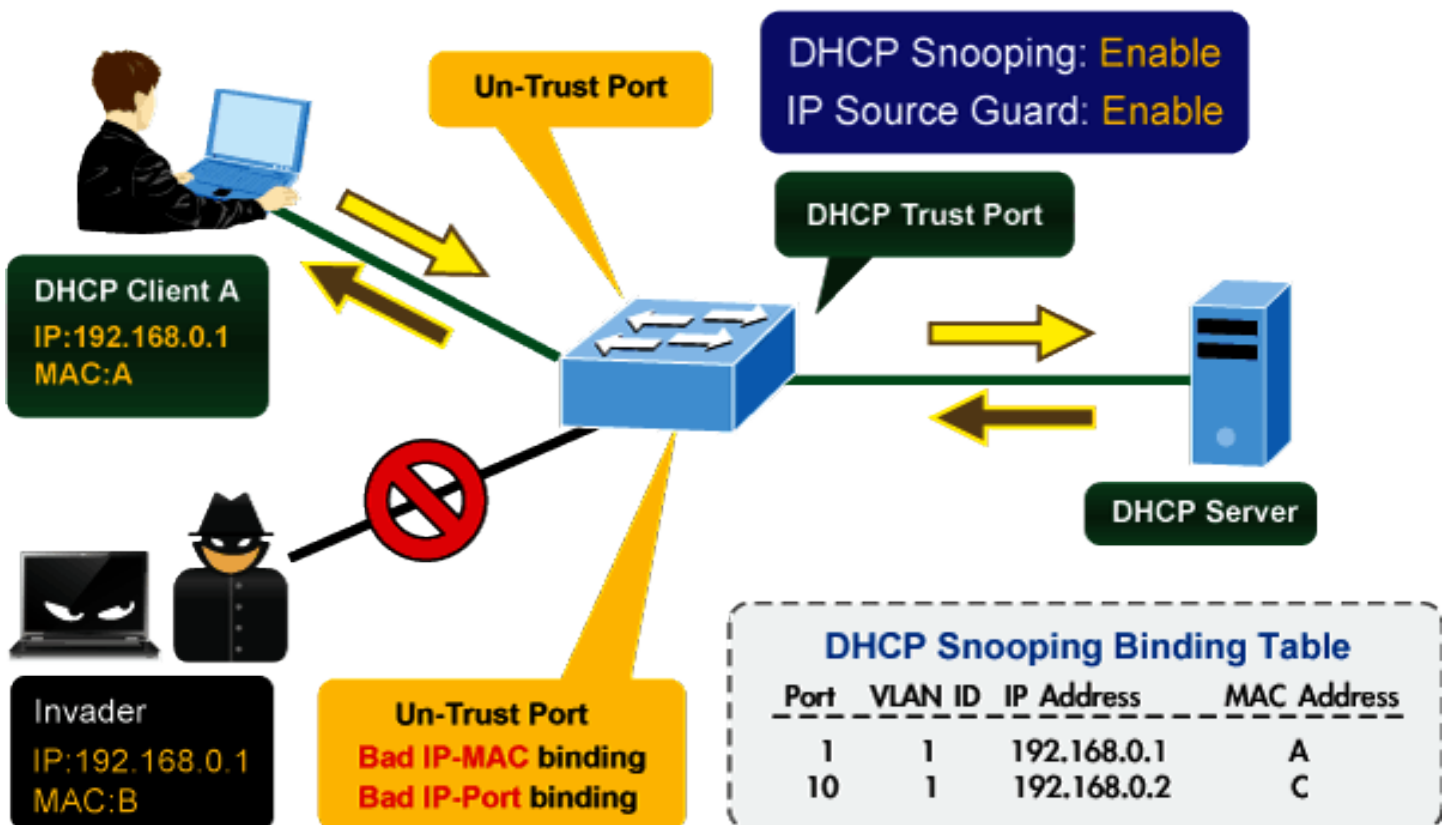 Un-Trust Port
DHCP Snooping: Enable
IP Source Guard: Enable
DHCP Trust Port
DHCP Client A
IP:192.168.0.1
MAC:A
DHCP Server
Invader
IP:192.168.0.1
MAC:B
Un-Trust Port
Bad IP-MAC binding
Bad IP-Port binding
DHCP Snooping Binding Table
Port VLAN ID IP Address MAC Address
1 1 192.168.0.1 A
10 1 192.168.0.2 C